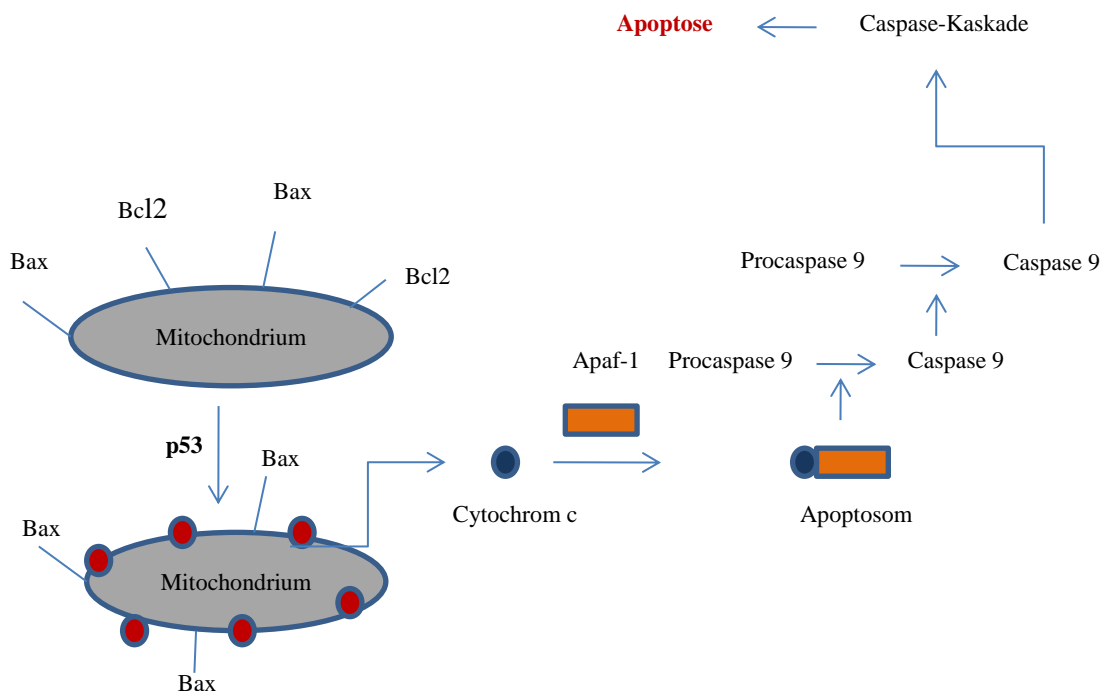 Apoptose
Caspase-Kaskade
Bax
Bcl2
Bax
Bcl2
Mitochondrium
Procaspase 9
Caspase 9
Apaf-1
Procaspase 9
Caspase 9
p53
Bax
Bax
Cytochrom c
Apoptosom
Mitochondrium
Bax